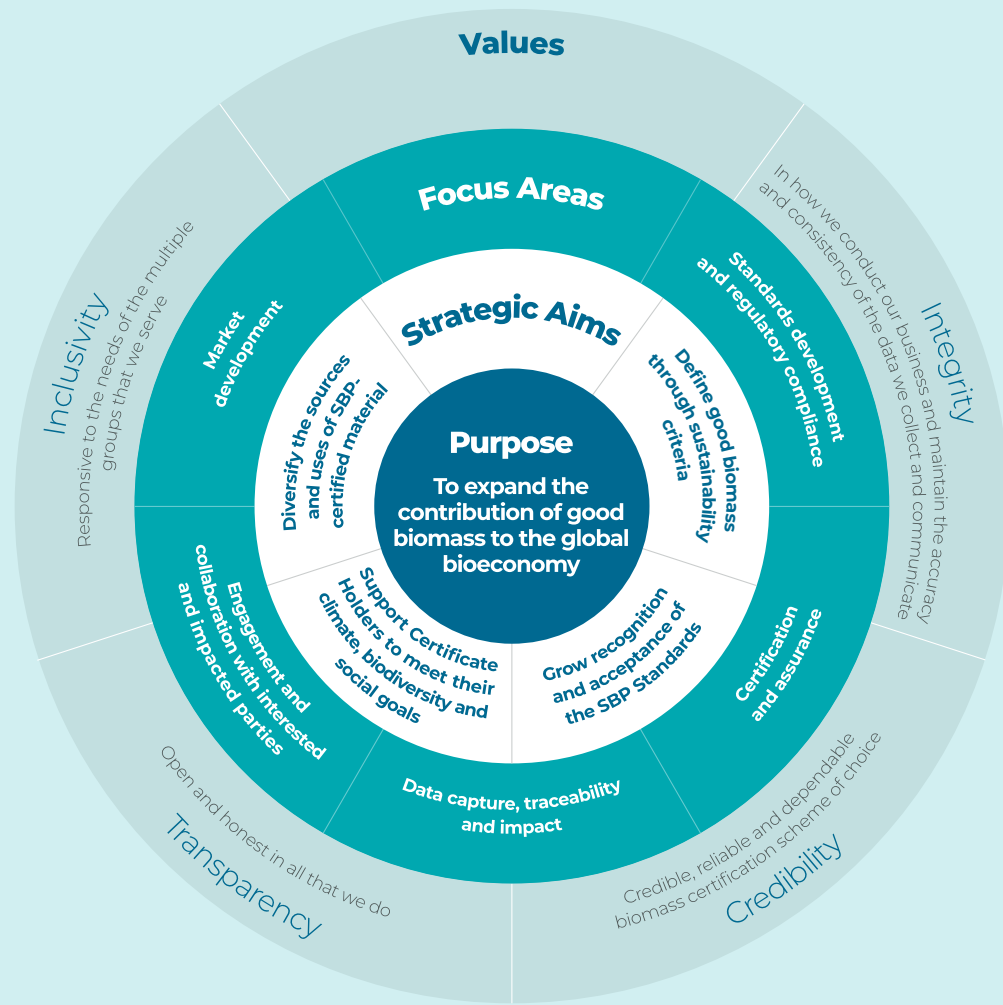 Values
Integrity
In how we conduct our business and maintain the accuracy
and consistency of the data we collect and communicate
Credible, reliable and dependable
biomass certification scheme of choice
Credibility
Open and honest in all that we do
Transparency
Inclusivity
Responsive to the needs of the multiple
groups that we serve
Focus Areas
Standards development
and regulatory compliance
Certification
and assurance
Data capture, traceability
and impact
Engagement and
collaboration with interested
and impacted parties
Market
development
Strategic Aims
Define good biomass
through sustainability
criteria
Grow recognition
and acceptance of
the SBP Standards
Support Certificate
Holders to meet their
climate, biodiversity and
social goals
Diversify the sources
and uses of SBP-
certified material
Purpose
To expand the
contribution of good
biomass to the global
bioeconomy